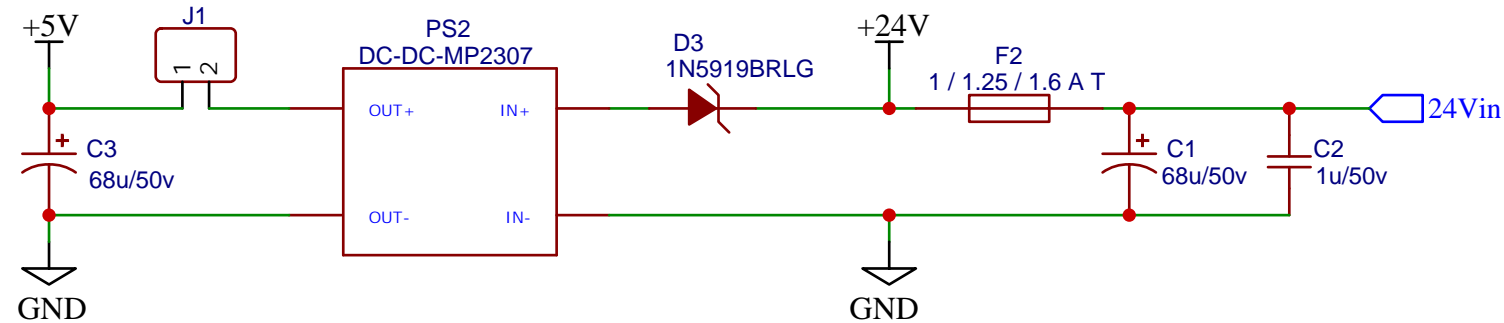 +5V
J1
1 2
PS2
DC-DC-MP2307
OUT+
IN+
OUT-
IN-
D3
1N5919BRLG
+24V
F2
1 / 1.25 / 1.6 A T
24Vin
+
C3
68u/50v
+
C1
68u/50v
C2
1u/50v
GND
GND